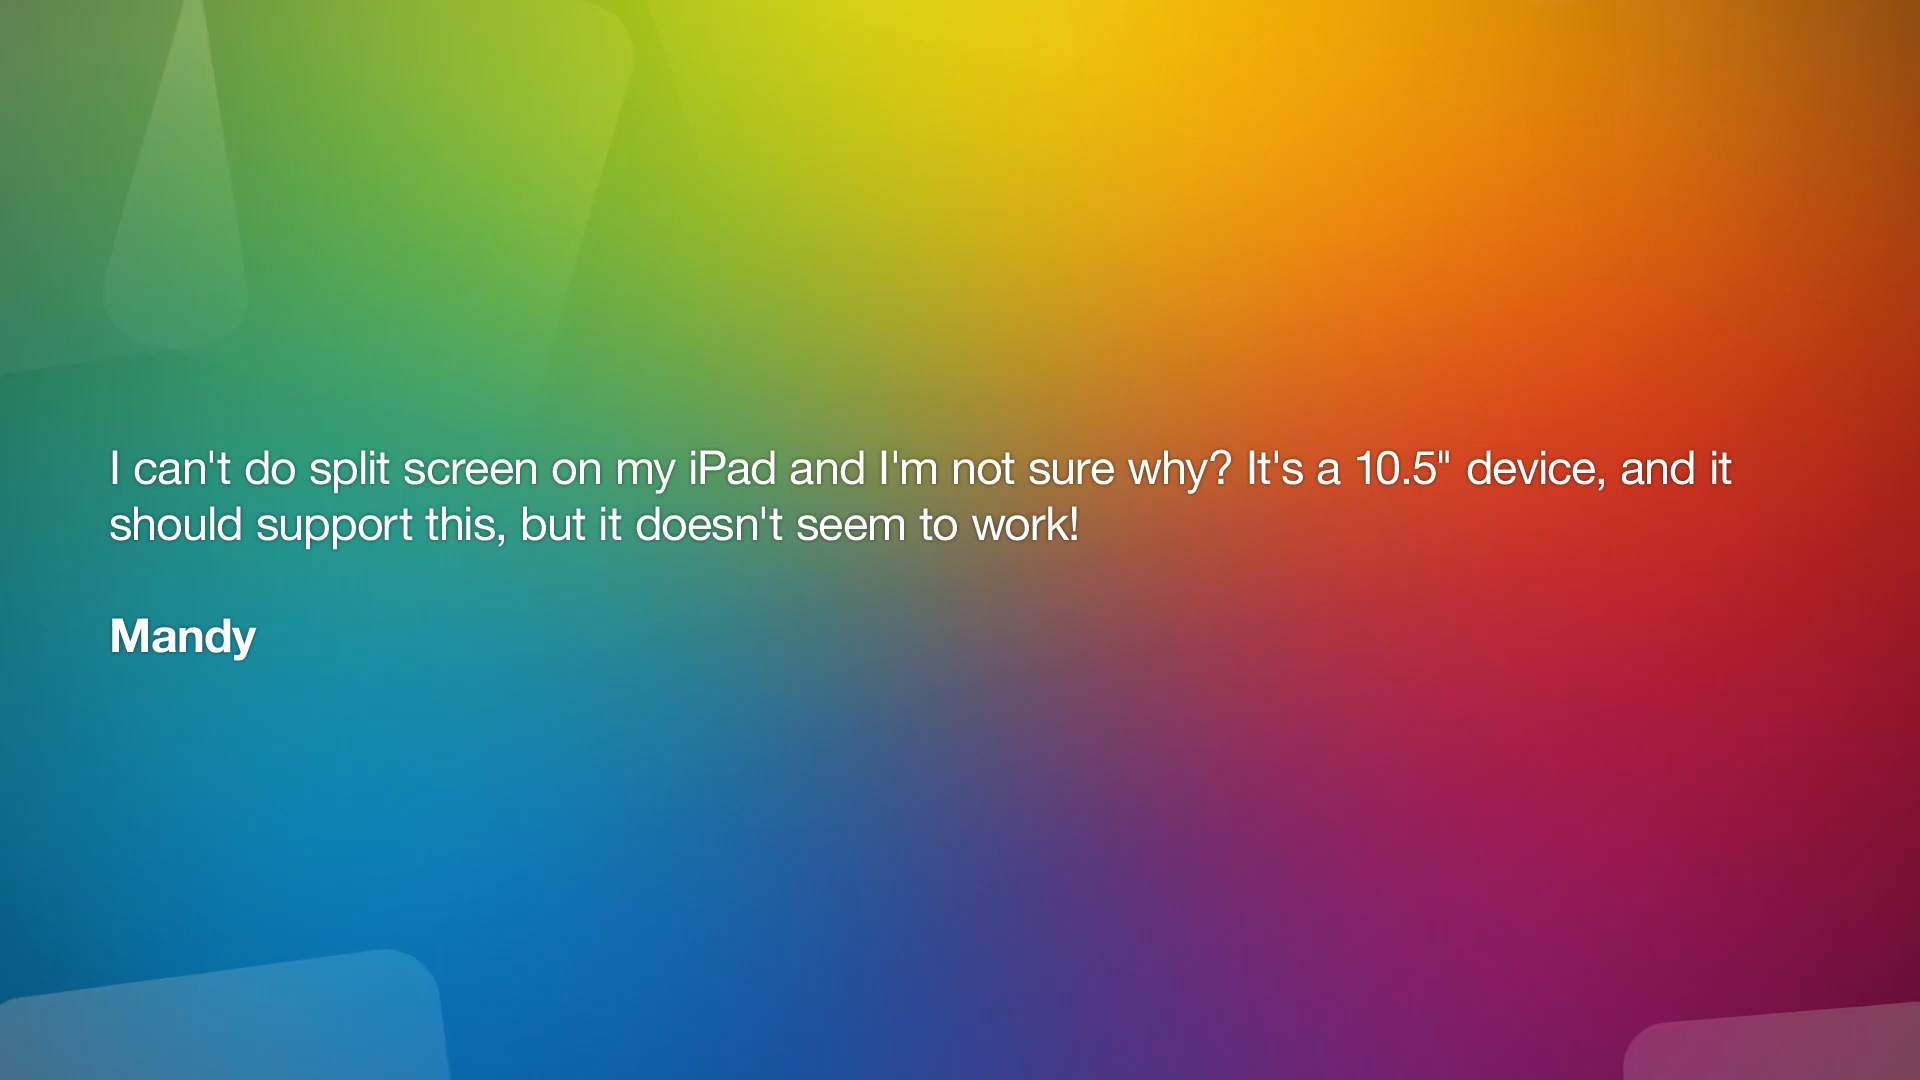 I can't do split screen on my iPad and I'm not sure why? It's a 10.5" device, and it
should support this, but it doesn't seem to work!
Mandy